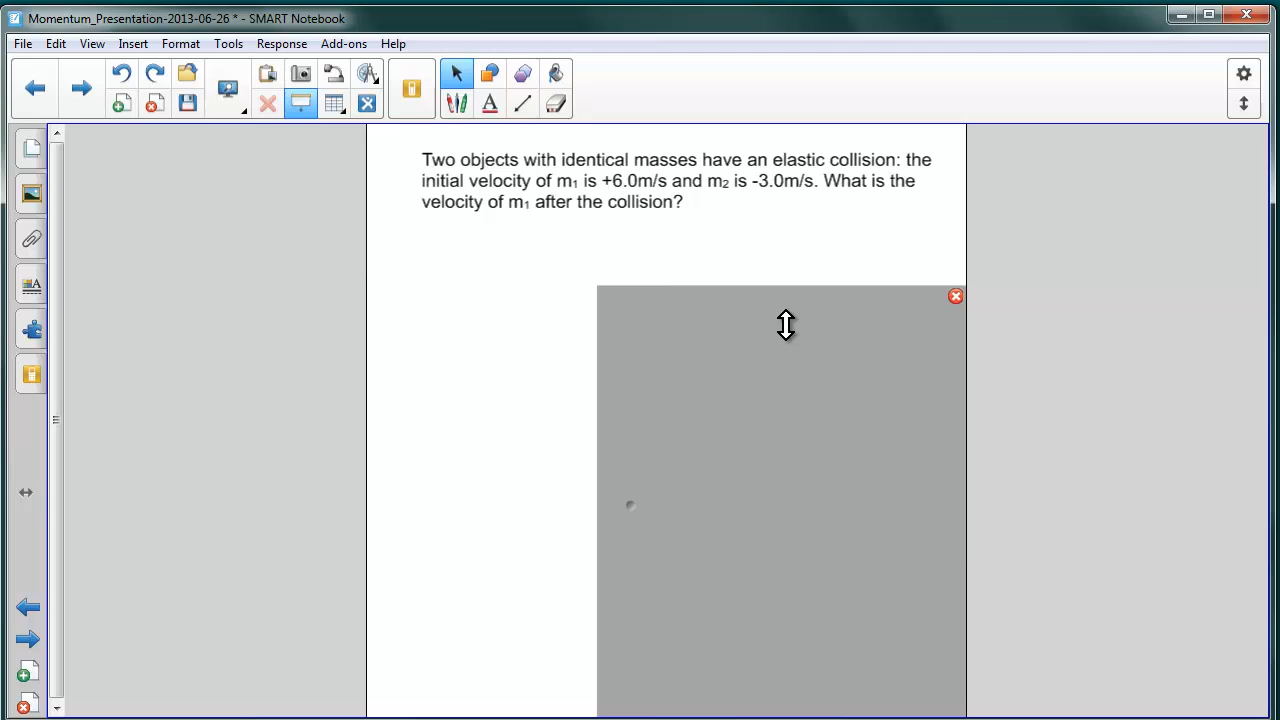 Momentum_Presentation-2013-06-26 * - SMART Notebook
File Edit View Insert Format Tools Response Add-ons Help
Two objects with identical masses have an elastic collision: the
initial velocity of m₁ is +6.0m/s and m₂ is -3.0m/s. What is the
velocity of m₁ after the collision?